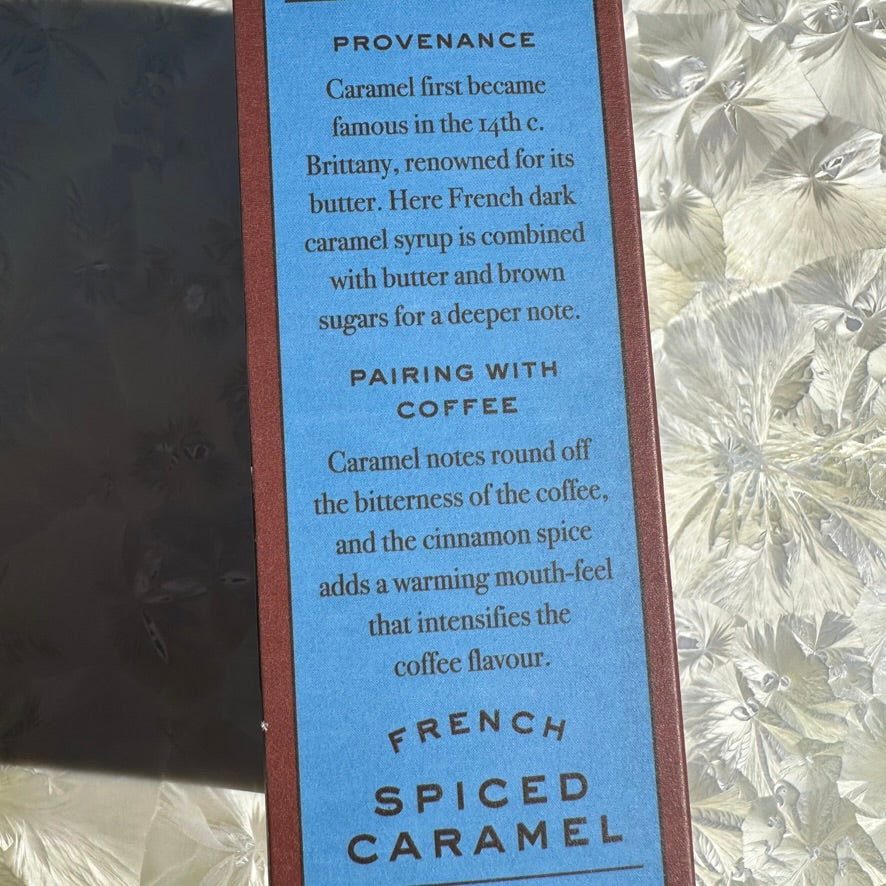 PROVENANCE
Caramel first became
famous in the 14th c.
Brittany, renowned for its
butter. Here French dark
caramel syrup is combined
with butter and brown
sugars for a deeper note.
PAIRING WITH
COFFEE
Caramel notes round off
the bitterness of the coffee,
and the cinnamon spice
adds a warming mouth-feel
that intensifies the
coffee flavour.
FRENCH
SPICED
CARAMEL